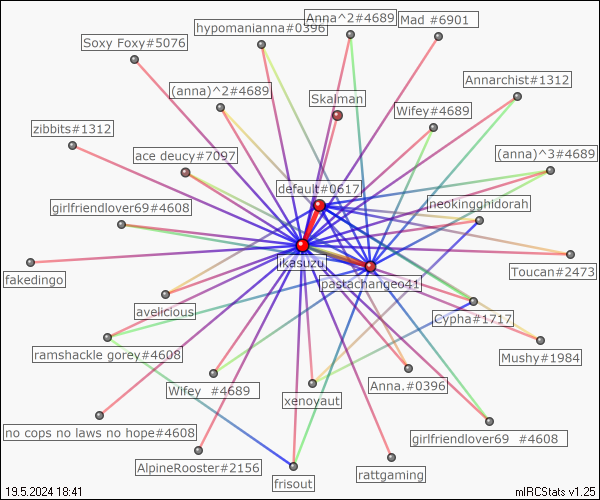 Anna^2#4689
Mad #6901
hypomanianna#0396
Soxy Foxy#5076
Annarchist#1312
(anna)^2#4689
Skalman
Wifey#4689
zibbits#1312
ace deucy#7097
(anna)^3#4689
default#0617
girlfriendlover69#4608
neokingghidorah
ikasuzu
Toucan#2473
fakedingo
pastachangeo41
avelicious
Cypha#1717
ramshackle gorey#4608
Mushy#1984
Wifey #4689
Anna.#0396
xenoyaut
no cops no laws no hope#4608
girlfriendlover69 #4608
AlpineRooster#2156
rattgaming
frisout
19.5.2024 18:41
mIRCStats v1.25